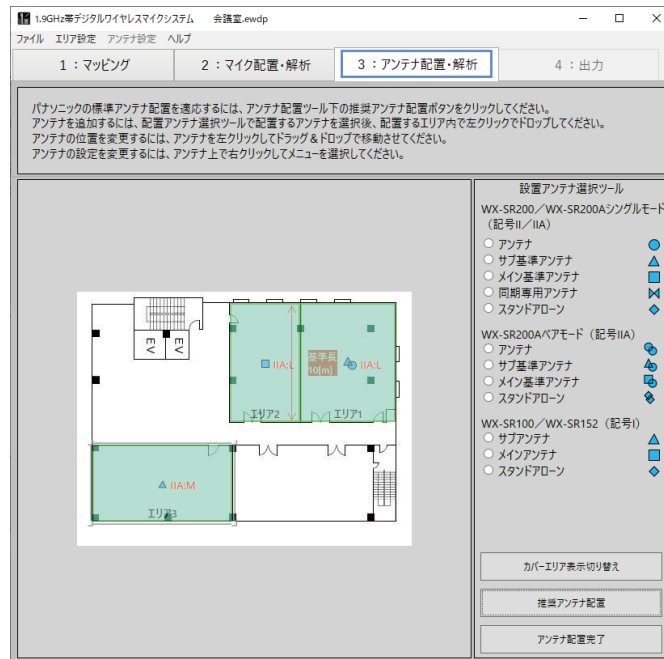 1.9GHz帯デジタルワイヤレスマイクシステム 会議室.ewdp
ファイル エリア設定 アンテナ設定 ヘルプ
1：マッピング
2：マイク配置・解析
3：アンテナ配置・解析
4：出力
パナソニックの標準アンテナ配置を適応するには、アンテナ配置ツール下の推奨アンテナ配置ボタンをクリックしてください。
アンテナを追加するには、配置アンテナ選択ツールで配置するアンテナを選択後、配置するエリア内で左クリックでドロップしてください。
アンテナの位置を変更するには、アンテナを左クリックしてドラッグ＆ドロップで移動させてください。
アンテナの設定を変更するには、アンテナ上で右クリックしてメニューを選択してください。
EV
EV
IIA:L
基準長
10[m]
IIA:L
エリア2
エリア1
IIA:M
エリア3
設置アンテナ選択ツール
WX-SR200／WX-SR200Aシングルモード
（記号II／IIA）
アンテナ
サブ基準アンテナ
メイン基準アンテナ
同期専用アンテナ
スタンドアローン
WX-SR200Aペアモード（記号IIA）
アンテナ
サブ基準アンテナ
メイン基準アンテナ
スタンドアローン
WX-SR100／WX-SR152（記号I）
サブアンテナ
メインアンテナ
スタンドアローン
カバーエリア表示切り替え
推奨アンテナ配置
アンテナ配置完了